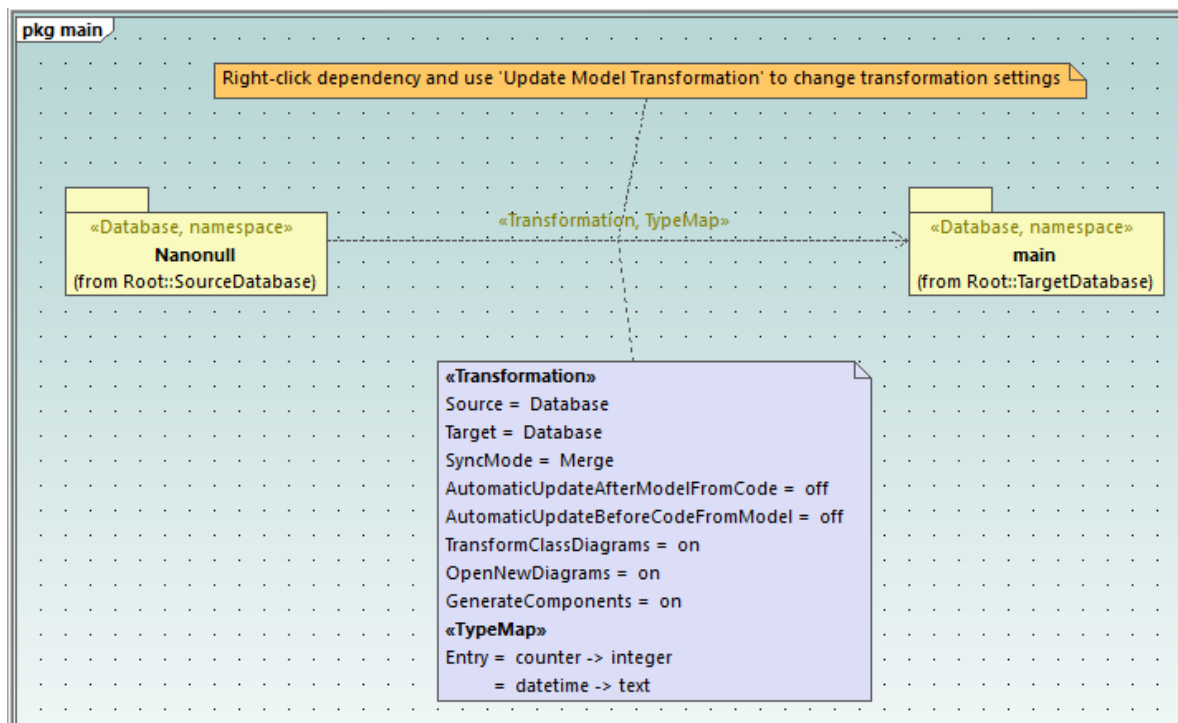 pkg main
Right-click dependency and use 'Update Model Transformation' to change transformation settings
«Database, namespace»
Nanonull
(from Root::SourceDatabase)
«Transformation, TypeMap»
«Database, namespace»
main
(from Root::TargetDatabase)
«Transformation»
Source = Database
Target = Database
SyncMode = Merge
AutomaticUpdateAfterModelFromCode = off
AutomaticUpdateBeforeCodeFromModel = off
TransformClassDiagrams = on
OpenNewDiagrams = on
GenerateComponents = on
«TypeMap»
Entry = counter -> integer
= datetime -> text